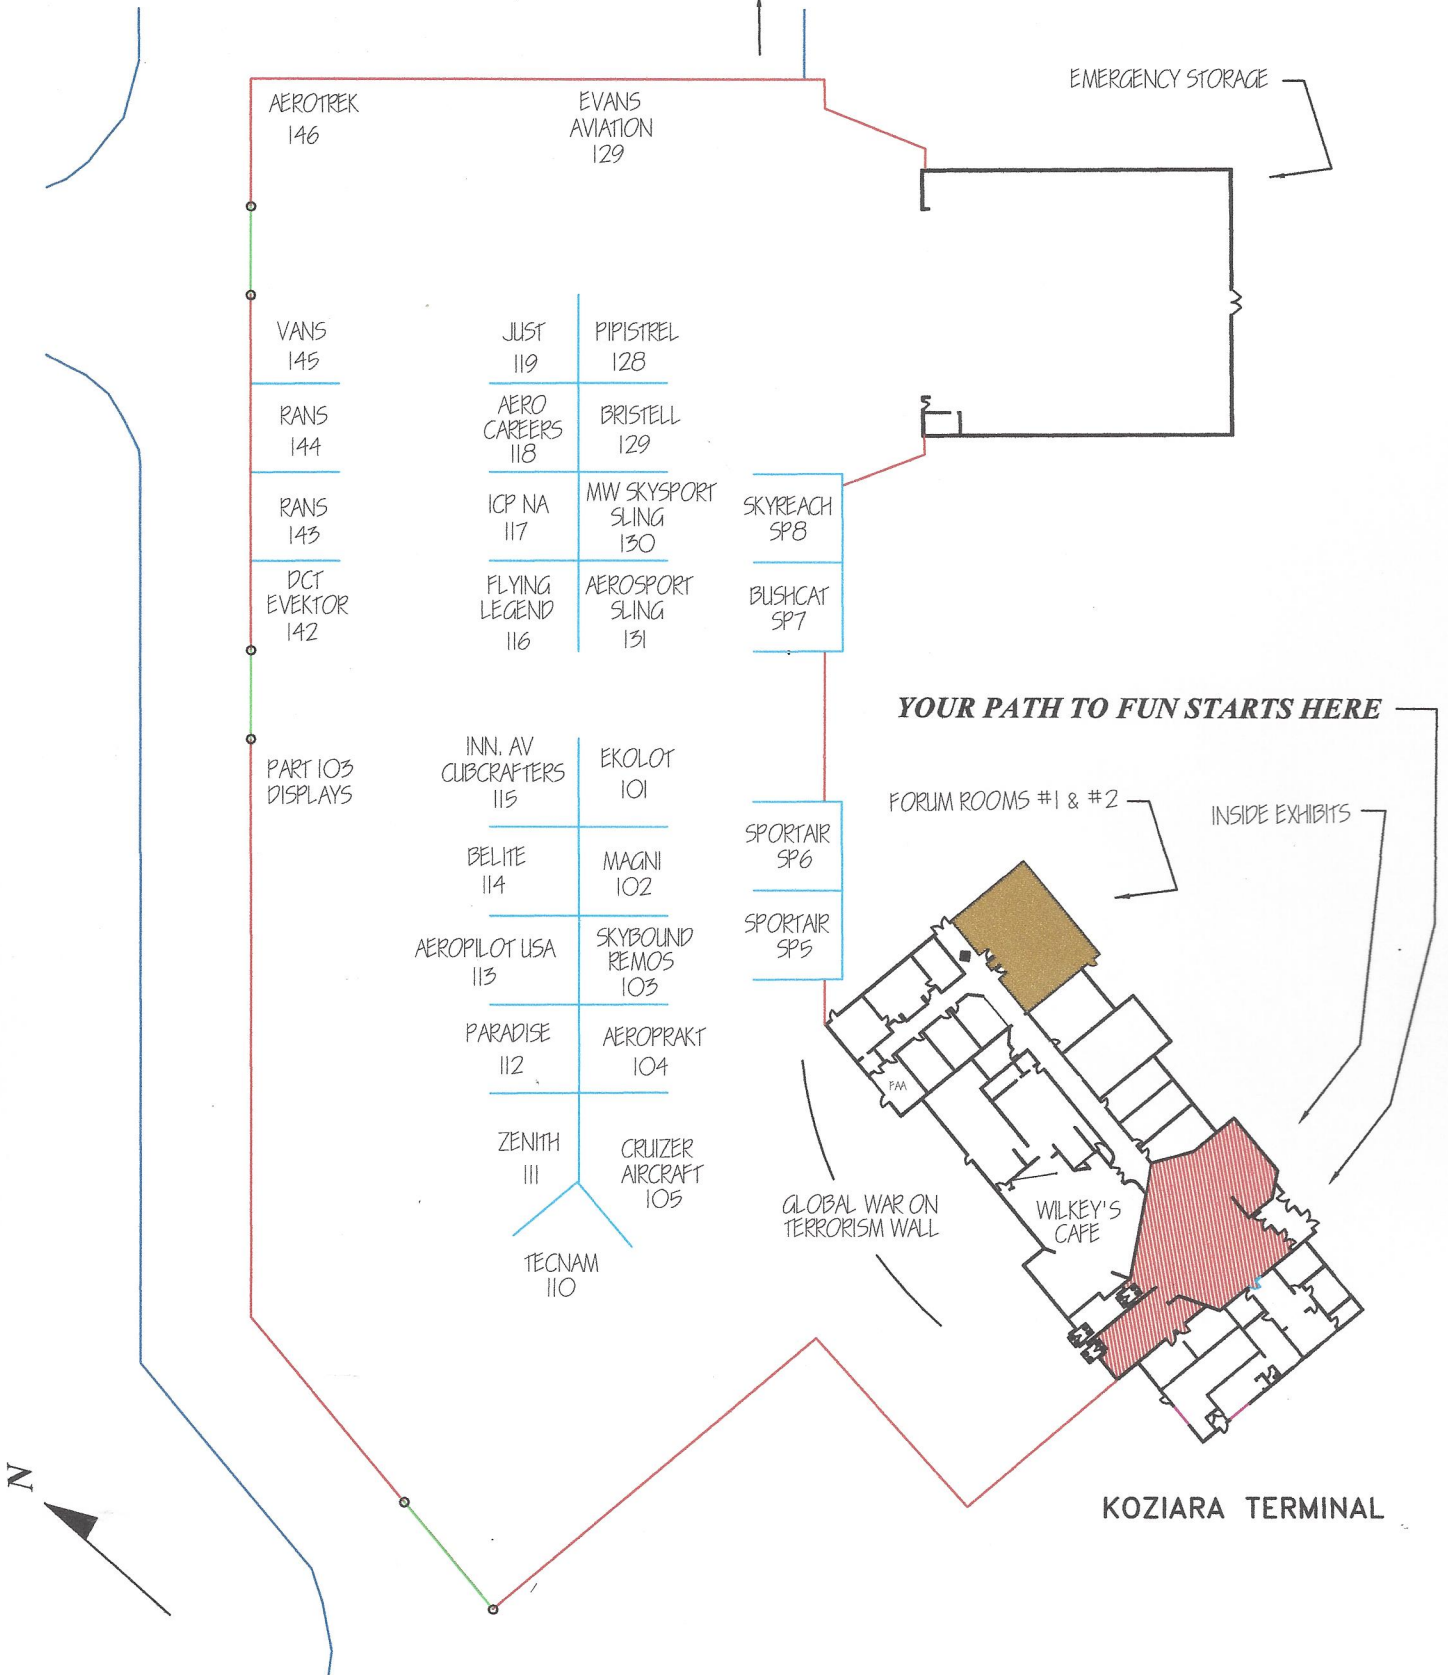 EMERGENCY STORAGE
AEROTREK
146
EVANS
AVIATION
129
VANS
145
JUST
119
PIPISTREL
128
RANS
144
AERO
CAREERS
118
BRISTELL
129
RANS
143
ICP NA
117
MW SKYSPORT
SLING
130
SKYREACH
SP8
DCT
EVEKTOR
142
FLYING
LEGEND
116
AEROSPORT
SLING
131
BUSHCAT
SP7
YOUR PATH TO FUN STARTS HERE
PART 103
DISPLAYS
INN. AV
CUBCRAFTERS
115
EKOLOT
101
FORUM ROOMS #1 & #2
INSIDE EXHIBITS
BELITE
114
MAGNI
102
SPORTAIR
SP6
AEROPILOT USA
113
SKYBOUND
REMOS
103
SPORTAIR
SP5
PARADISE
112
AEROPRAKT
104
FAA
ZENITH
111
CRUIZER
AIRCRAFT
105
GLOBAL WAR ON
TERRORISM WALL
WILKEY'S
CAFE
TECNAM
110
N
KOZIARA TERMINAL